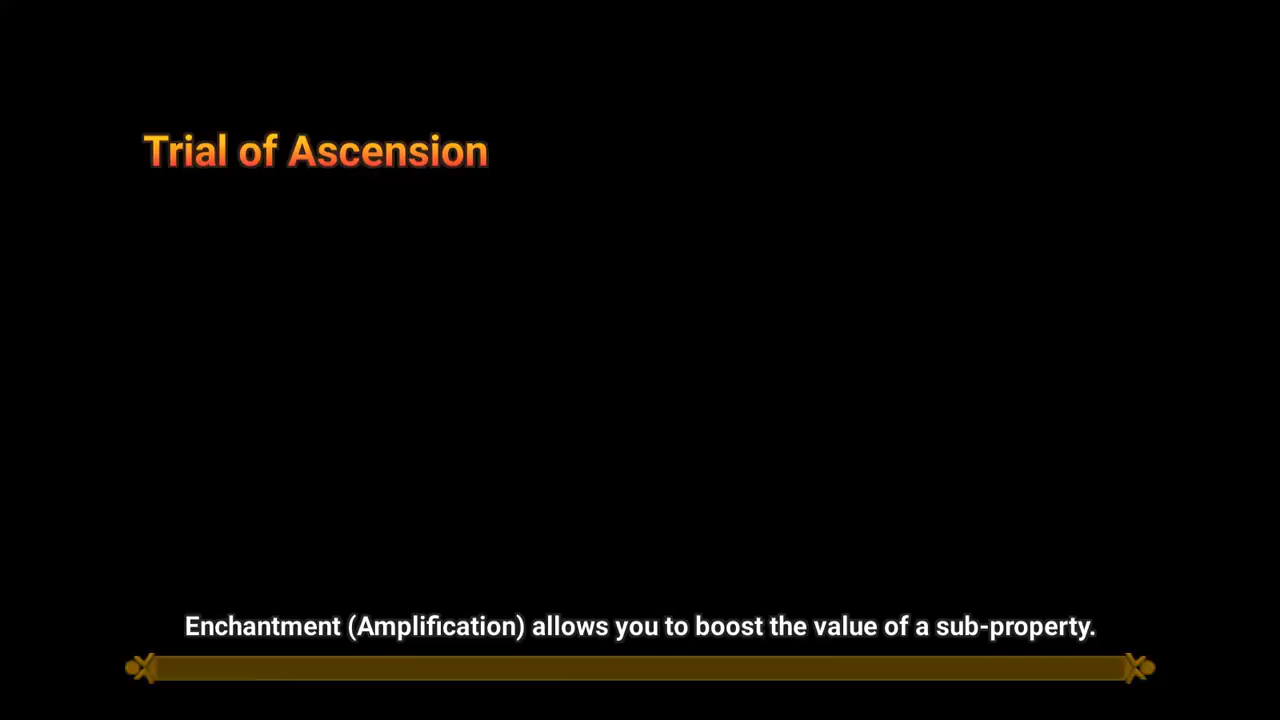 Trial of Ascension
Enchantment (Amplification) allows you to boost the value of a sub-property.